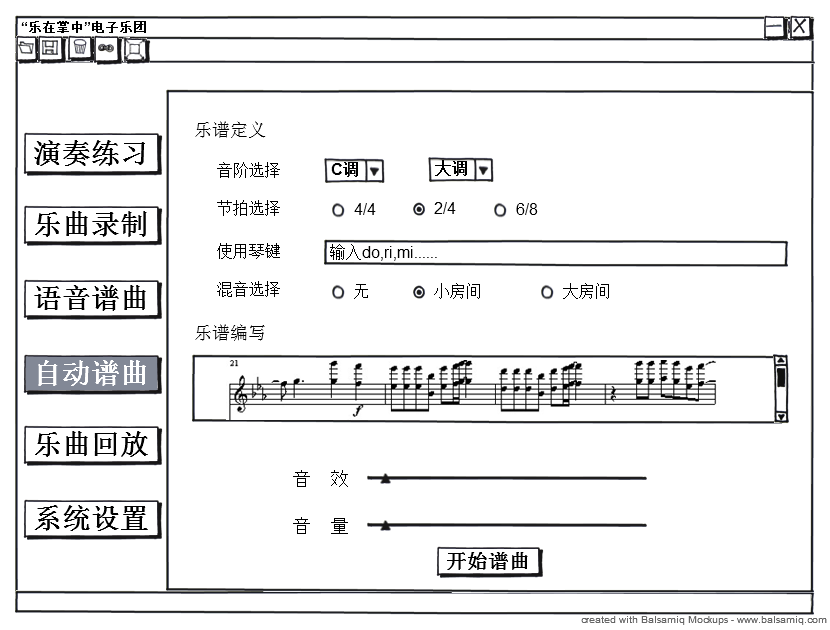 “乐在掌中”电子乐团
乐谱定义
演奏练习
音阶选择 C调 大调
节拍选择 4/4 2/4 6/8
乐曲录制
使用琴键 输入do,ri,mi......
语音谱曲
混音选择 无 小房间 大房间
乐谱编写
自动谱曲
21
f
乐曲回放
音 效
系统设置
音 量
开始谱曲
created with Balsamiq Mockups - www.balsamiq.com